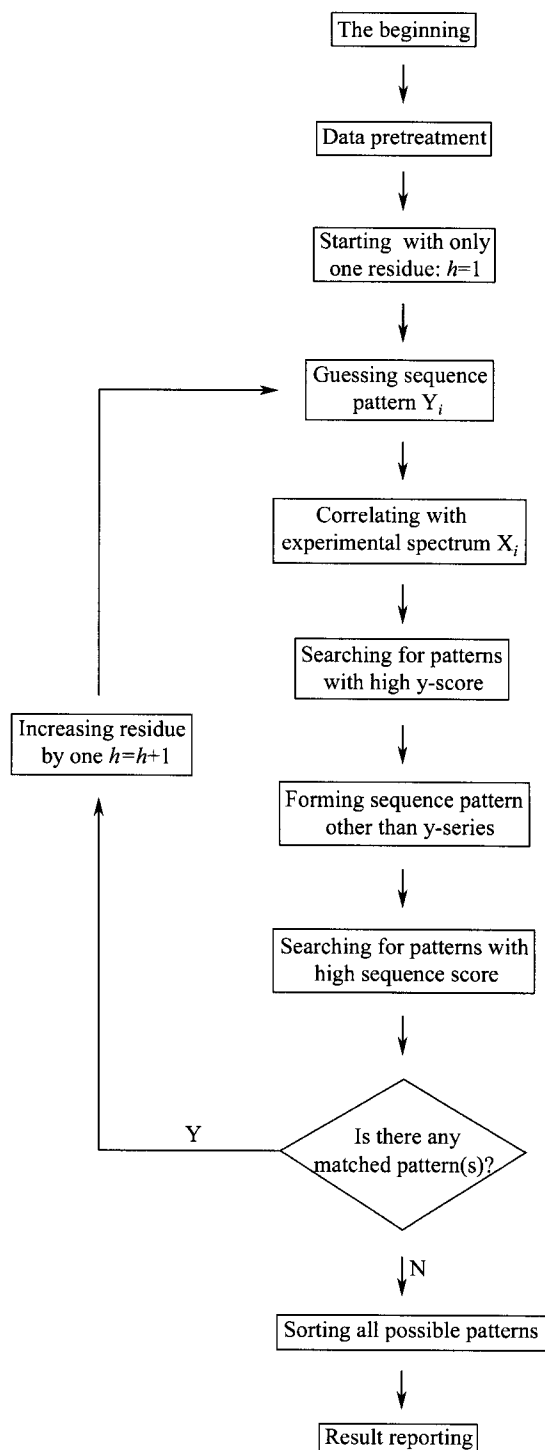 The beginning
Data pretreatment
Starting with only
one residue: h=1
Guessing sequence
pattern Yi
Correlating with
experimental spectrum Xi
Searching for patterns
with high y-score
Increasing residue
by one h=h+1
Forming sequence pattern
other than y-series
Searching for patterns with
high sequence score
Y
Is there any
matched pattern(s)?
N
Sorting all possible patterns
Result reporting